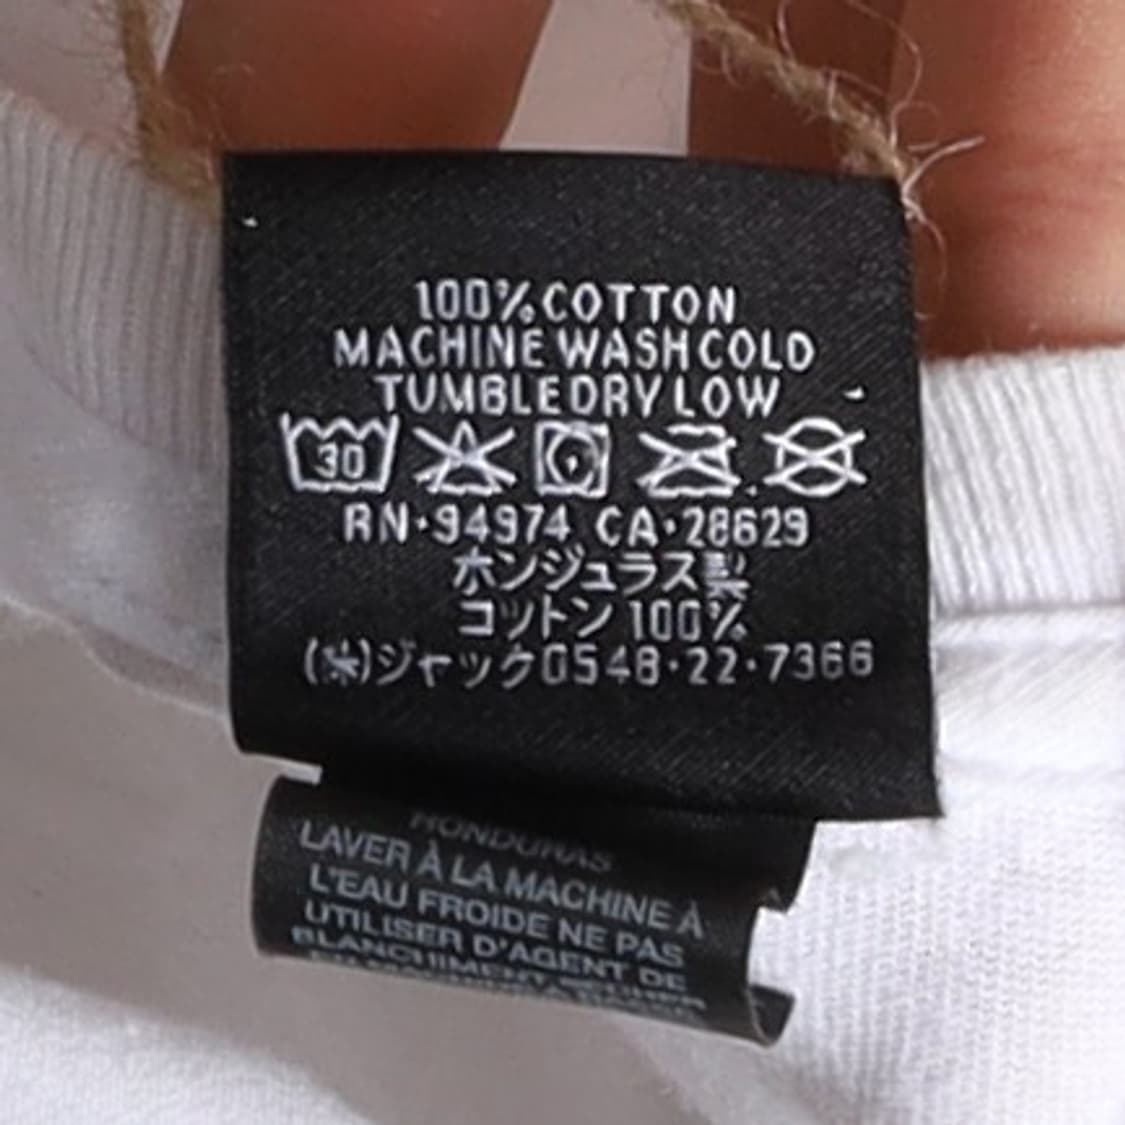 100% COTTON
MACHINE WASH COLD
TUMBLE DRY LOW
30
RN·94974 CA·28629
ホンジュラス製
コットン 100%
(株)ジャック0548·22·7366
HONDURAS
LAVER À LA MACHINE À
L'EAU FROIDE NE PAS
UTILISER D'AGENT DE
BLANCHIMENT